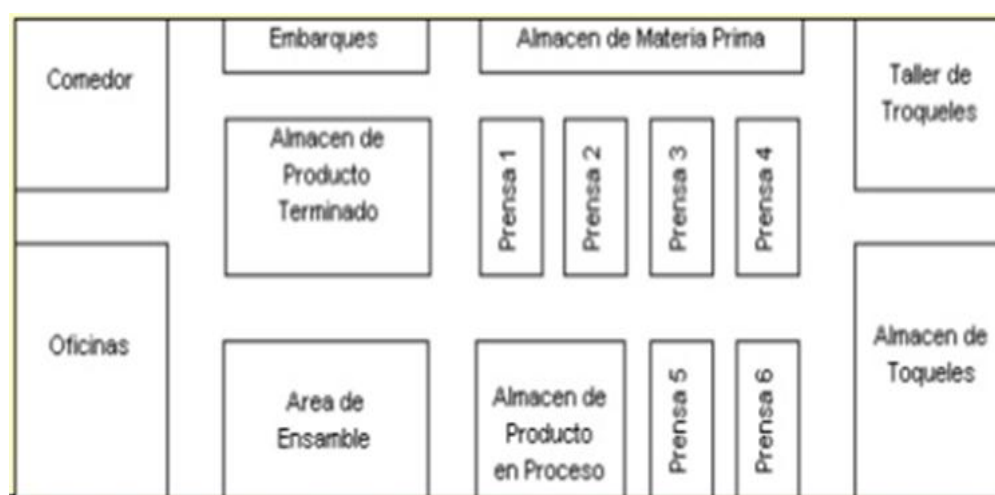 Comedor
Embarques
Almacen de Materia Prima
Taller de
Troqueles
Almacen de
Producto
Terminado
Prensa 1
Prensa 2
Prensa 3
Prensa 4
Oficinas
Area de
Ensamble
Almacen de
Producto
en Proceso
Prensa 5
Prensa 6
Almacen de
Toqueles